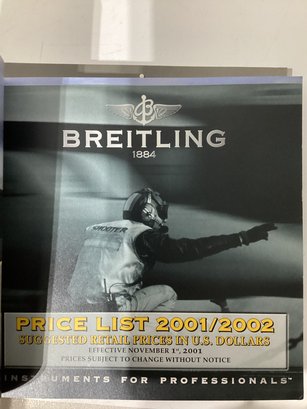 BREITLING
1884
SHOOTER
PRICE LIST 2001/2002
SUGGESTED RETAIL PRICES IN U.S. DOLLARS
EFFECTIVE NOVEMBER 1st, 2001
PRICES SUBJECT TO CHANGE WITHOUT NOTICE
INSTRUMENTS FOR PROFESSIONALS™